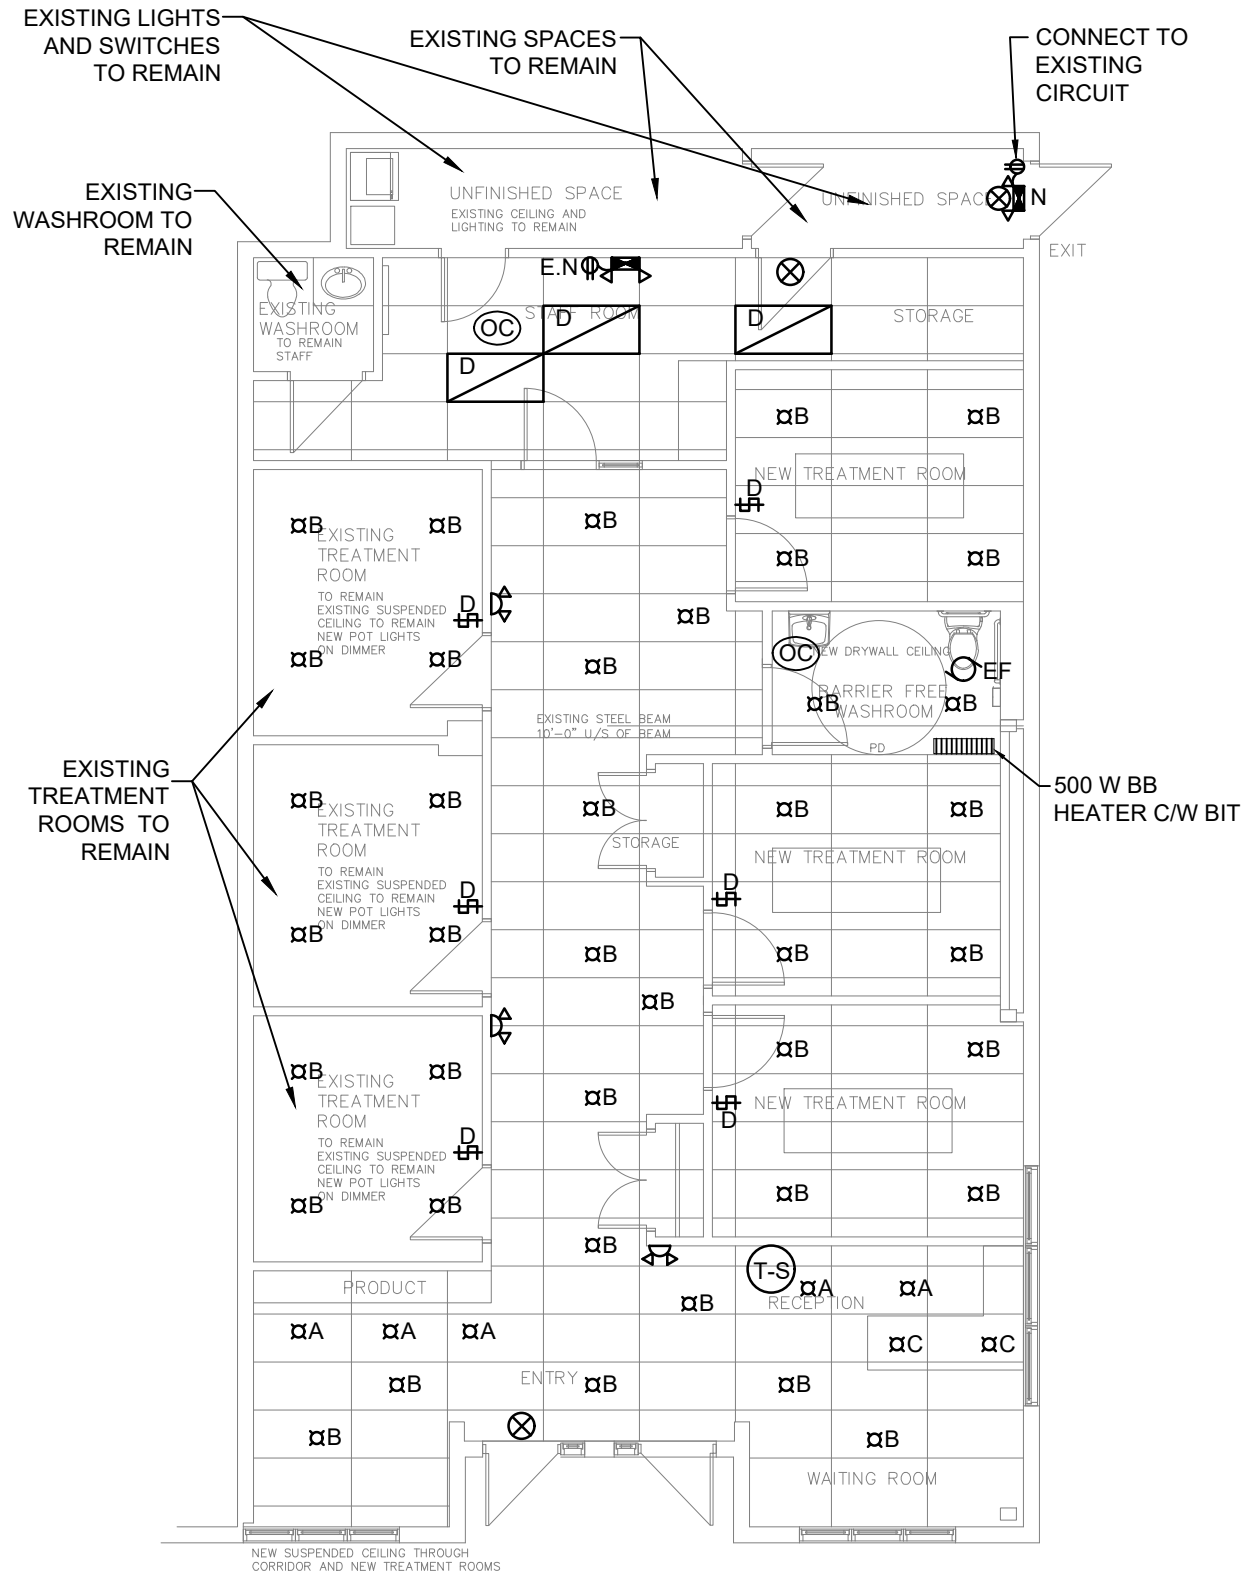 EXISTING LIGHTS
AND SWITCHES
TO REMAIN
EXISTING SPACES
TO REMAIN
CONNECT TO
EXISTING
CIRCUIT
EXISTING
WASHROOM TO
REMAIN
UNFINISHED SPACE
EXISTING CEILING AND
LIGHTING TO REMAIN
UNFINISHED SPACE
N
EXIT
E.N
EXISTING
WASHROOM
TO REMAIN
STAFF
OC
D
STAFF ROOM
D
STORAGE
D
B
B
NEW TREATMENT ROOM
D
B
B
B
B
B
EXISTING
TREATMENT
ROOM
TO REMAIN
EXISTING SUSPENDED
CEILING TO REMAIN
NEW POT LIGHTS
ON DIMMER
D
B
B
B
B
OC
NEW DRYWALL CEILING
EF
BARRIER FREE
WASHROOM
B
B
PD
EXISTING STEEL BEAM
10'-0" U/S OF BEAM
500 W BB
HEATER C/W BIT
EXISTING
TREATMENT
ROOMS TO
REMAIN
B
B
EXISTING
TREATMENT
ROOM
TO REMAIN
EXISTING SUSPENDED
CEILING TO REMAIN
NEW POT LIGHTS
ON DIMMER
D
B
B
B
STORAGE
B
B
NEW TREATMENT ROOM
D
B
B
B
B
B
B
EXISTING
TREATMENT
ROOM
TO REMAIN
EXISTING SUSPENDED
CEILING TO REMAIN
NEW POT LIGHTS
ON DIMMER
D
B
B
B
B
B
NEW TREATMENT ROOM
D
B
B
B
PRODUCT
T-S
A
A
RECEPTION
B
A
A
A
C
C
ENTRY
B
B
B
B
B
WAITING ROOM
NEW SUSPENDED CEILING THROUGH
CORRIDOR AND NEW TREATMENT ROOMS